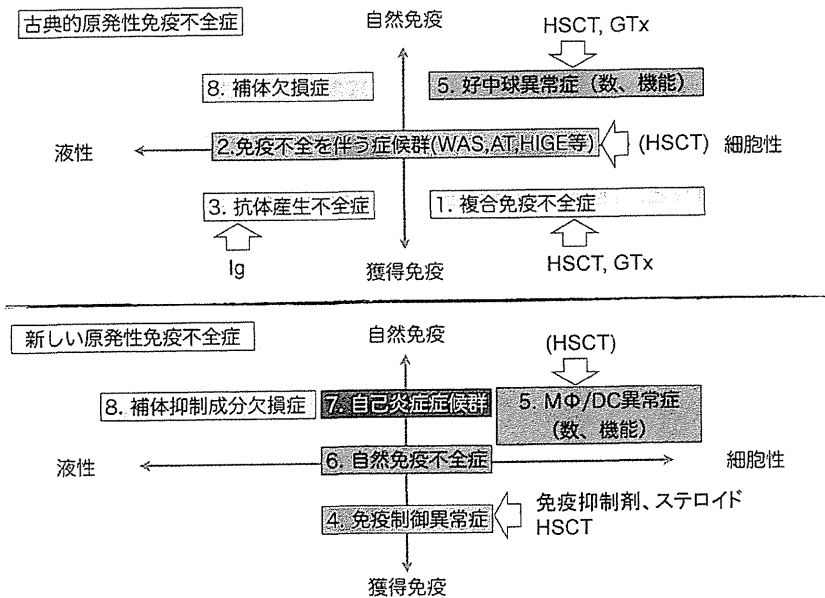 古典的原発性免疫不全症
自然免疫
HSCT, GTx
8. 補体欠損症
5. 好中球異常症（数、機能）
液性
2.免疫不全を伴う症候群(WAS,AT,HIGE等)
(HSCT)
細胞性
3. 抗体産生不全症
1. 複合免疫不全症
Ig
獲得免疫
HSCT, GTx
新しい原発性免疫不全症
自然免疫
(HSCT)
8. 補体抑制成分欠損症
7. 自己炎症症候群
5. MΦ/DC異常症
（数、機能）
液性
6. 自然免疫不全症
細胞性
4. 免疫制御異常症
免疫抑制剤、ステロイド
HSCT
獲得免疫